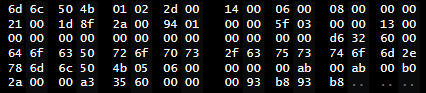 6d 6c 50 4b 01 02 2d 00 14 00 06 00 08 00 00 00
21 00 1d 8f 2a 00 94 01 00 00 5f 03 00 00 13 00
00 00 00 00 00 00 00 00 00 00 00 00 d6 32 60 00
64 6f 63 50 72 6f 70 73 2f 63 75 73 74 6f 6d 2e
78 6d 6c 50 4b 05 06 00 00 00 00 ab 00 ab 00 b0
2a 00 00 a3 35 60 00 00 00 93 b8 93 b8 .. .. ..